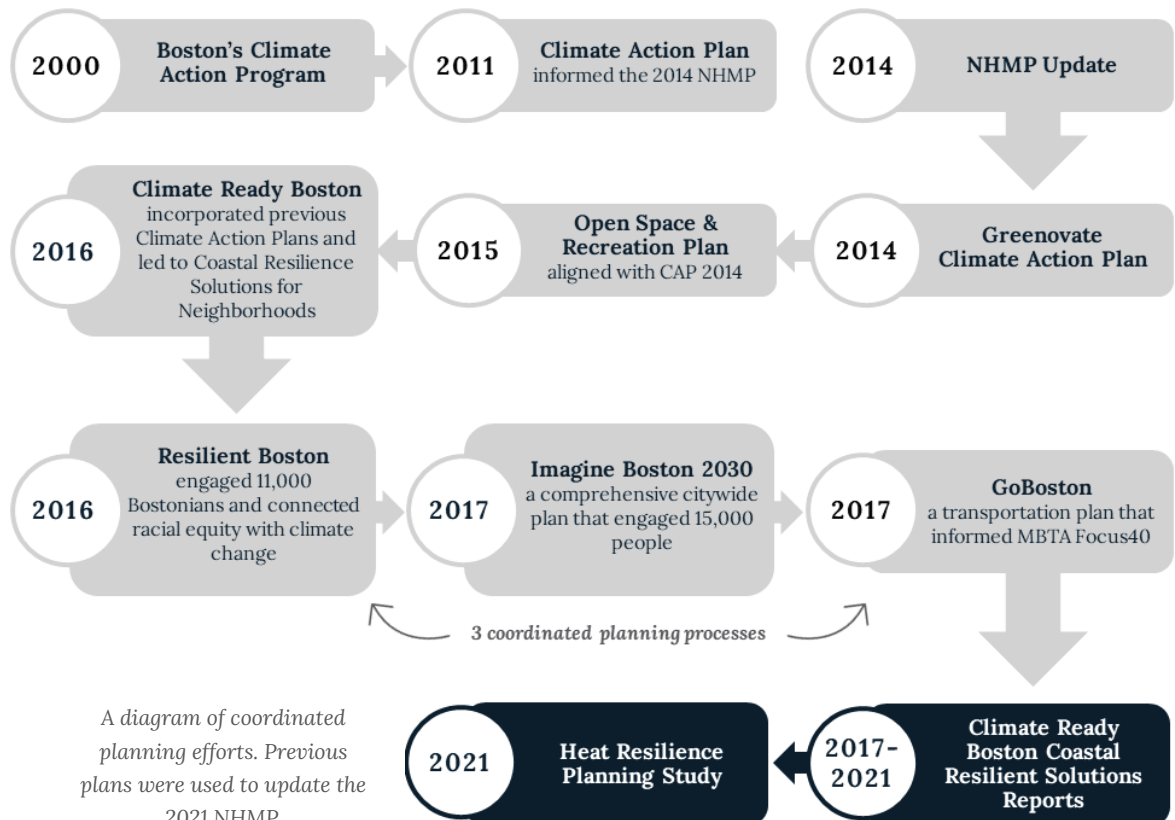 2000
Boston's Climate
Action Program
2011
Climate Action Plan
informed the 2014 NHMP
2014
NHMP Update
2016
Climate Ready Boston
incorporated previous
Climate Action Plans and
led to Coastal Resilience
Solutions for
Neighborhoods
2015
Open Space &
Recreation Plan
aligned with CAP 2014
2014
Greenovate
Climate Action Plan
2016
Resilient Boston
engaged 11,000
Bostonians and connected
racial equity with climate
change
2017
Imagine Boston 2030
a comprehensive citywide
plan that engaged 15,000
people
2017
GoBoston
a transportation plan that
informed MBTA Focus40
3 coordinated planning processes
A diagram of coordinated
planning efforts. Previous
plans were used to update the
2021 NHMP
2021
Heat Resilience
Planning Study
2017-
2021
Climate Ready
Boston Coastal
Resilient Solutions
Reports